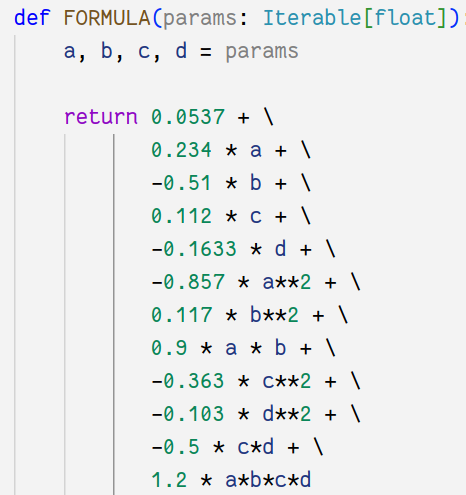 def FORMULA(params: Iterable[float]):
a, b, c, d = params
return 0.0537 + \
0.234 * a + \
-0.51 * b + \
0.112 * c + \
-0.1633 * d + \
-0.857 * a**2 + \
0.117 * b**2 + \
0.9 * a * b + \
-0.363 * c**2 + \
-0.103 * d**2 + \
-0.5 * c*d + \
1.2 * a*b*c*d